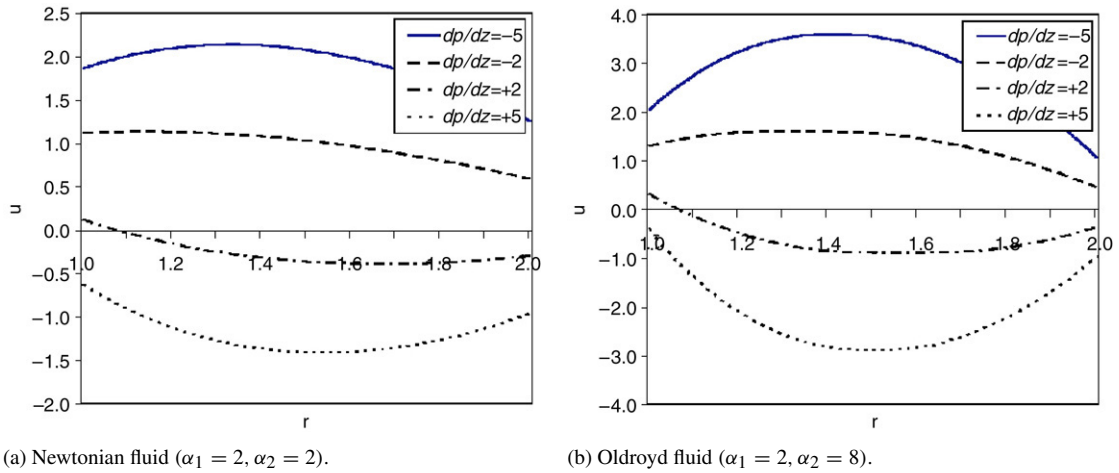 2.5
2.0
1.5
1.0
0.5
0.0
−0.5
−1.0
−1.5
−2.0
u
1.0 1.2 1.4 1.6 1.8 2.0
r
dp/dz=−5
dp/dz=−2
dp/dz=+2
dp/dz=+5
(a) Newtonian fluid (α1 = 2, α2 = 2).
4.0
3.0
2.0
1.0
0.0
−1.0
−2.0
−3.0
−4.0
u
1.0 1.2 1.4 1.6 1.8 2.0
r
dp/dz=−5
dp/dz=−2
dp/dz=+2
dp/dz=+5
(b) Oldroyd fluid (α1 = 2, α2 = 8).